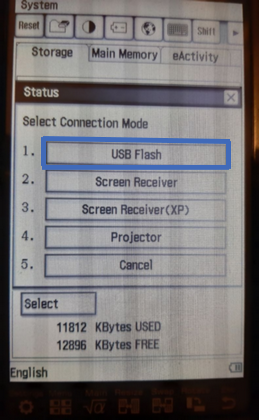 System
Reset Shift
Storage Main Memory eActivity
Status
Select Connection Mode
1. USB Flash
2. Screen Receiver
3. Screen Receiver(XP)
4. Projector
5. Cancel
Select
11812 KBytes USED
12896 KBytes FREE
English